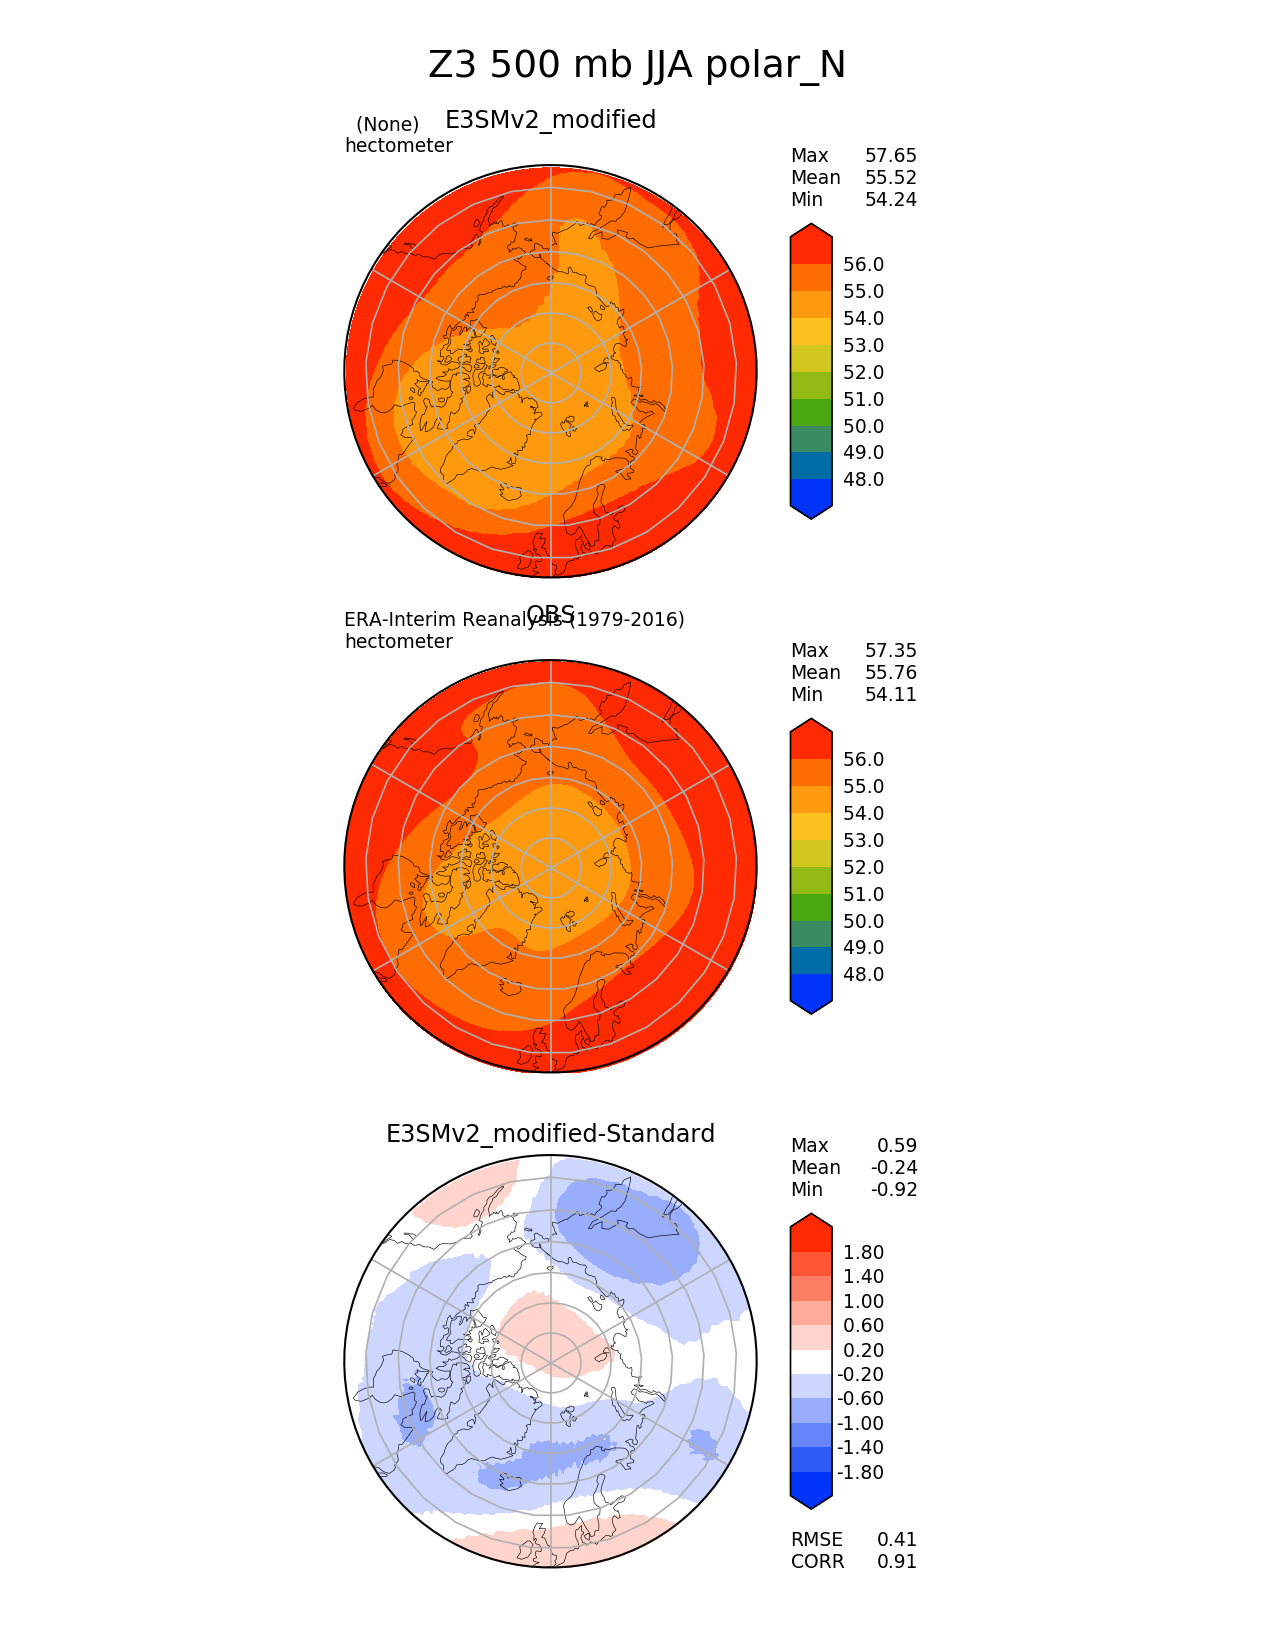 Z3 500 mb JJA polar_N
E3SMv2_modified
(None)
hectometer
Max 57.65
Mean 55.52
Min 54.24
56.0
55.0
54.0
53.0
52.0
51.0
50.0
49.0
48.0
OBS
ERA-Interim Reanalysis (1979-2016)
hectometer
Max 57.35
Mean 55.76
Min 54.11
56.0
55.0
54.0
53.0
52.0
51.0
50.0
49.0
48.0
E3SMv2_modified-Standard
Max 0.59
Mean -0.24
Min -0.92
1.80
1.40
1.00
0.60
0.20
-0.20
-0.60
-1.00
-1.40
-1.80
RMSE 0.41
CORR 0.91